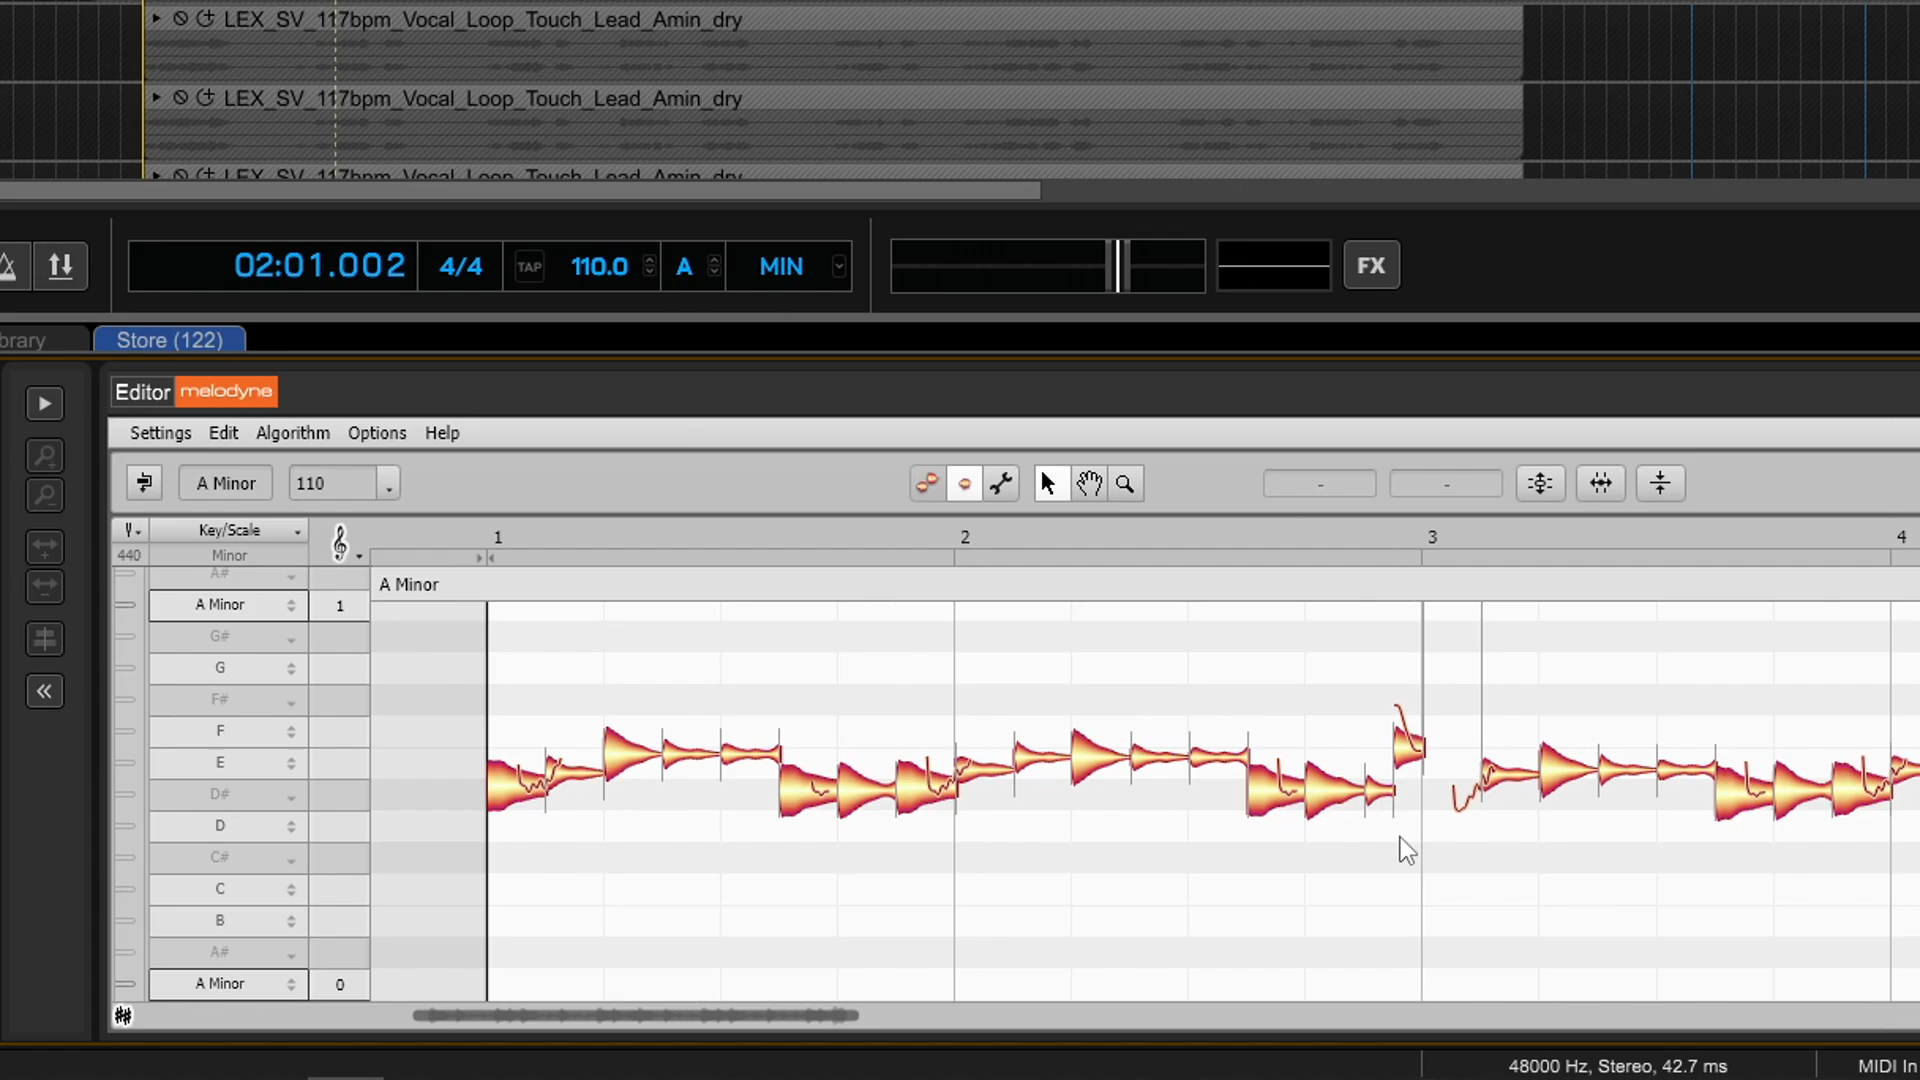 LEX_SV_117bpm_Vocal_Loop_Touch_Lead_Amin_dry
LEX_SV_117bpm_Vocal_Loop_Touch_Lead_Amin_dry
LEX_SV_117bpm_Vocal_Loop_Touch_Lead_Amin_dry
02:01.002 4/4 TAP 110.0 A MIN FX
brary Store (122)
Editor melodyne
Settings Edit Algorithm Options Help
A Minor 110 - -
Key/Scale 1 2 3 4
440 Minor
A#
A Minor
A Minor 1
G#
G
F#
F
E
D#
D
C#
C
B
A#
A Minor 0
48000 Hz, Stereo, 42.7 ms MIDI In